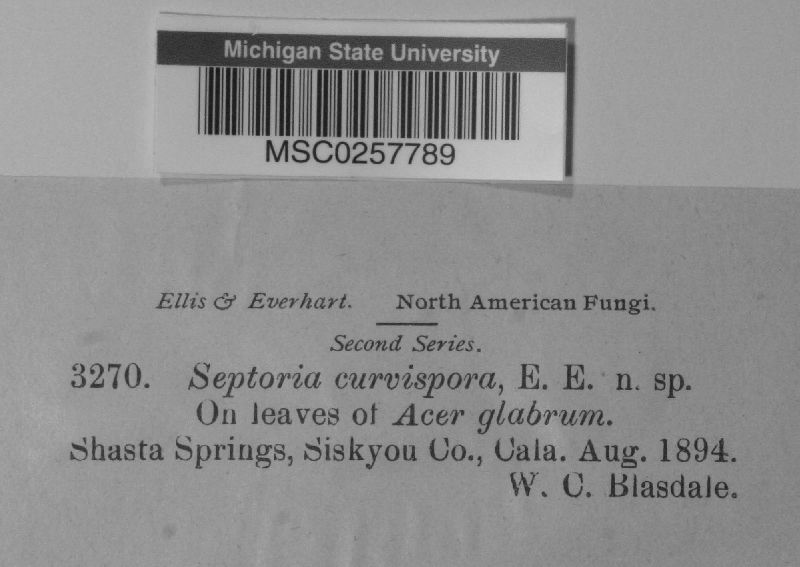 Michigan State University
MSC0257789
Ellis & Everhart. North American Fungi.
Second Series.
3270. Septoria curvispora, E. E. n. sp.
On leaves of Acer glabrum.
Shasta Springs, Siskyou Co., Cala. Aug. 1894.
W. C. Blasdale.